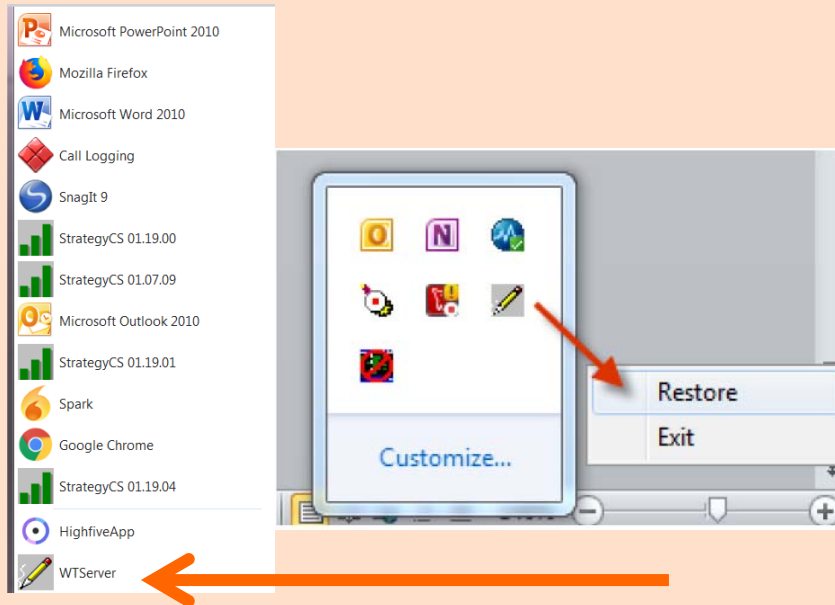 Microsoft PowerPoint 2010
Mozilla Firefox
Microsoft Word 2010
Call Logging
SnagIt 9
StrategyCS 01.19.00
StrategyCS 01.07.09
Microsoft Outlook 2010
StrategyCS 01.19.01
Spark
Google Chrome
StrategyCS 01.19.04
HighfiveApp
WTServer
Restore
Exit
Customize...